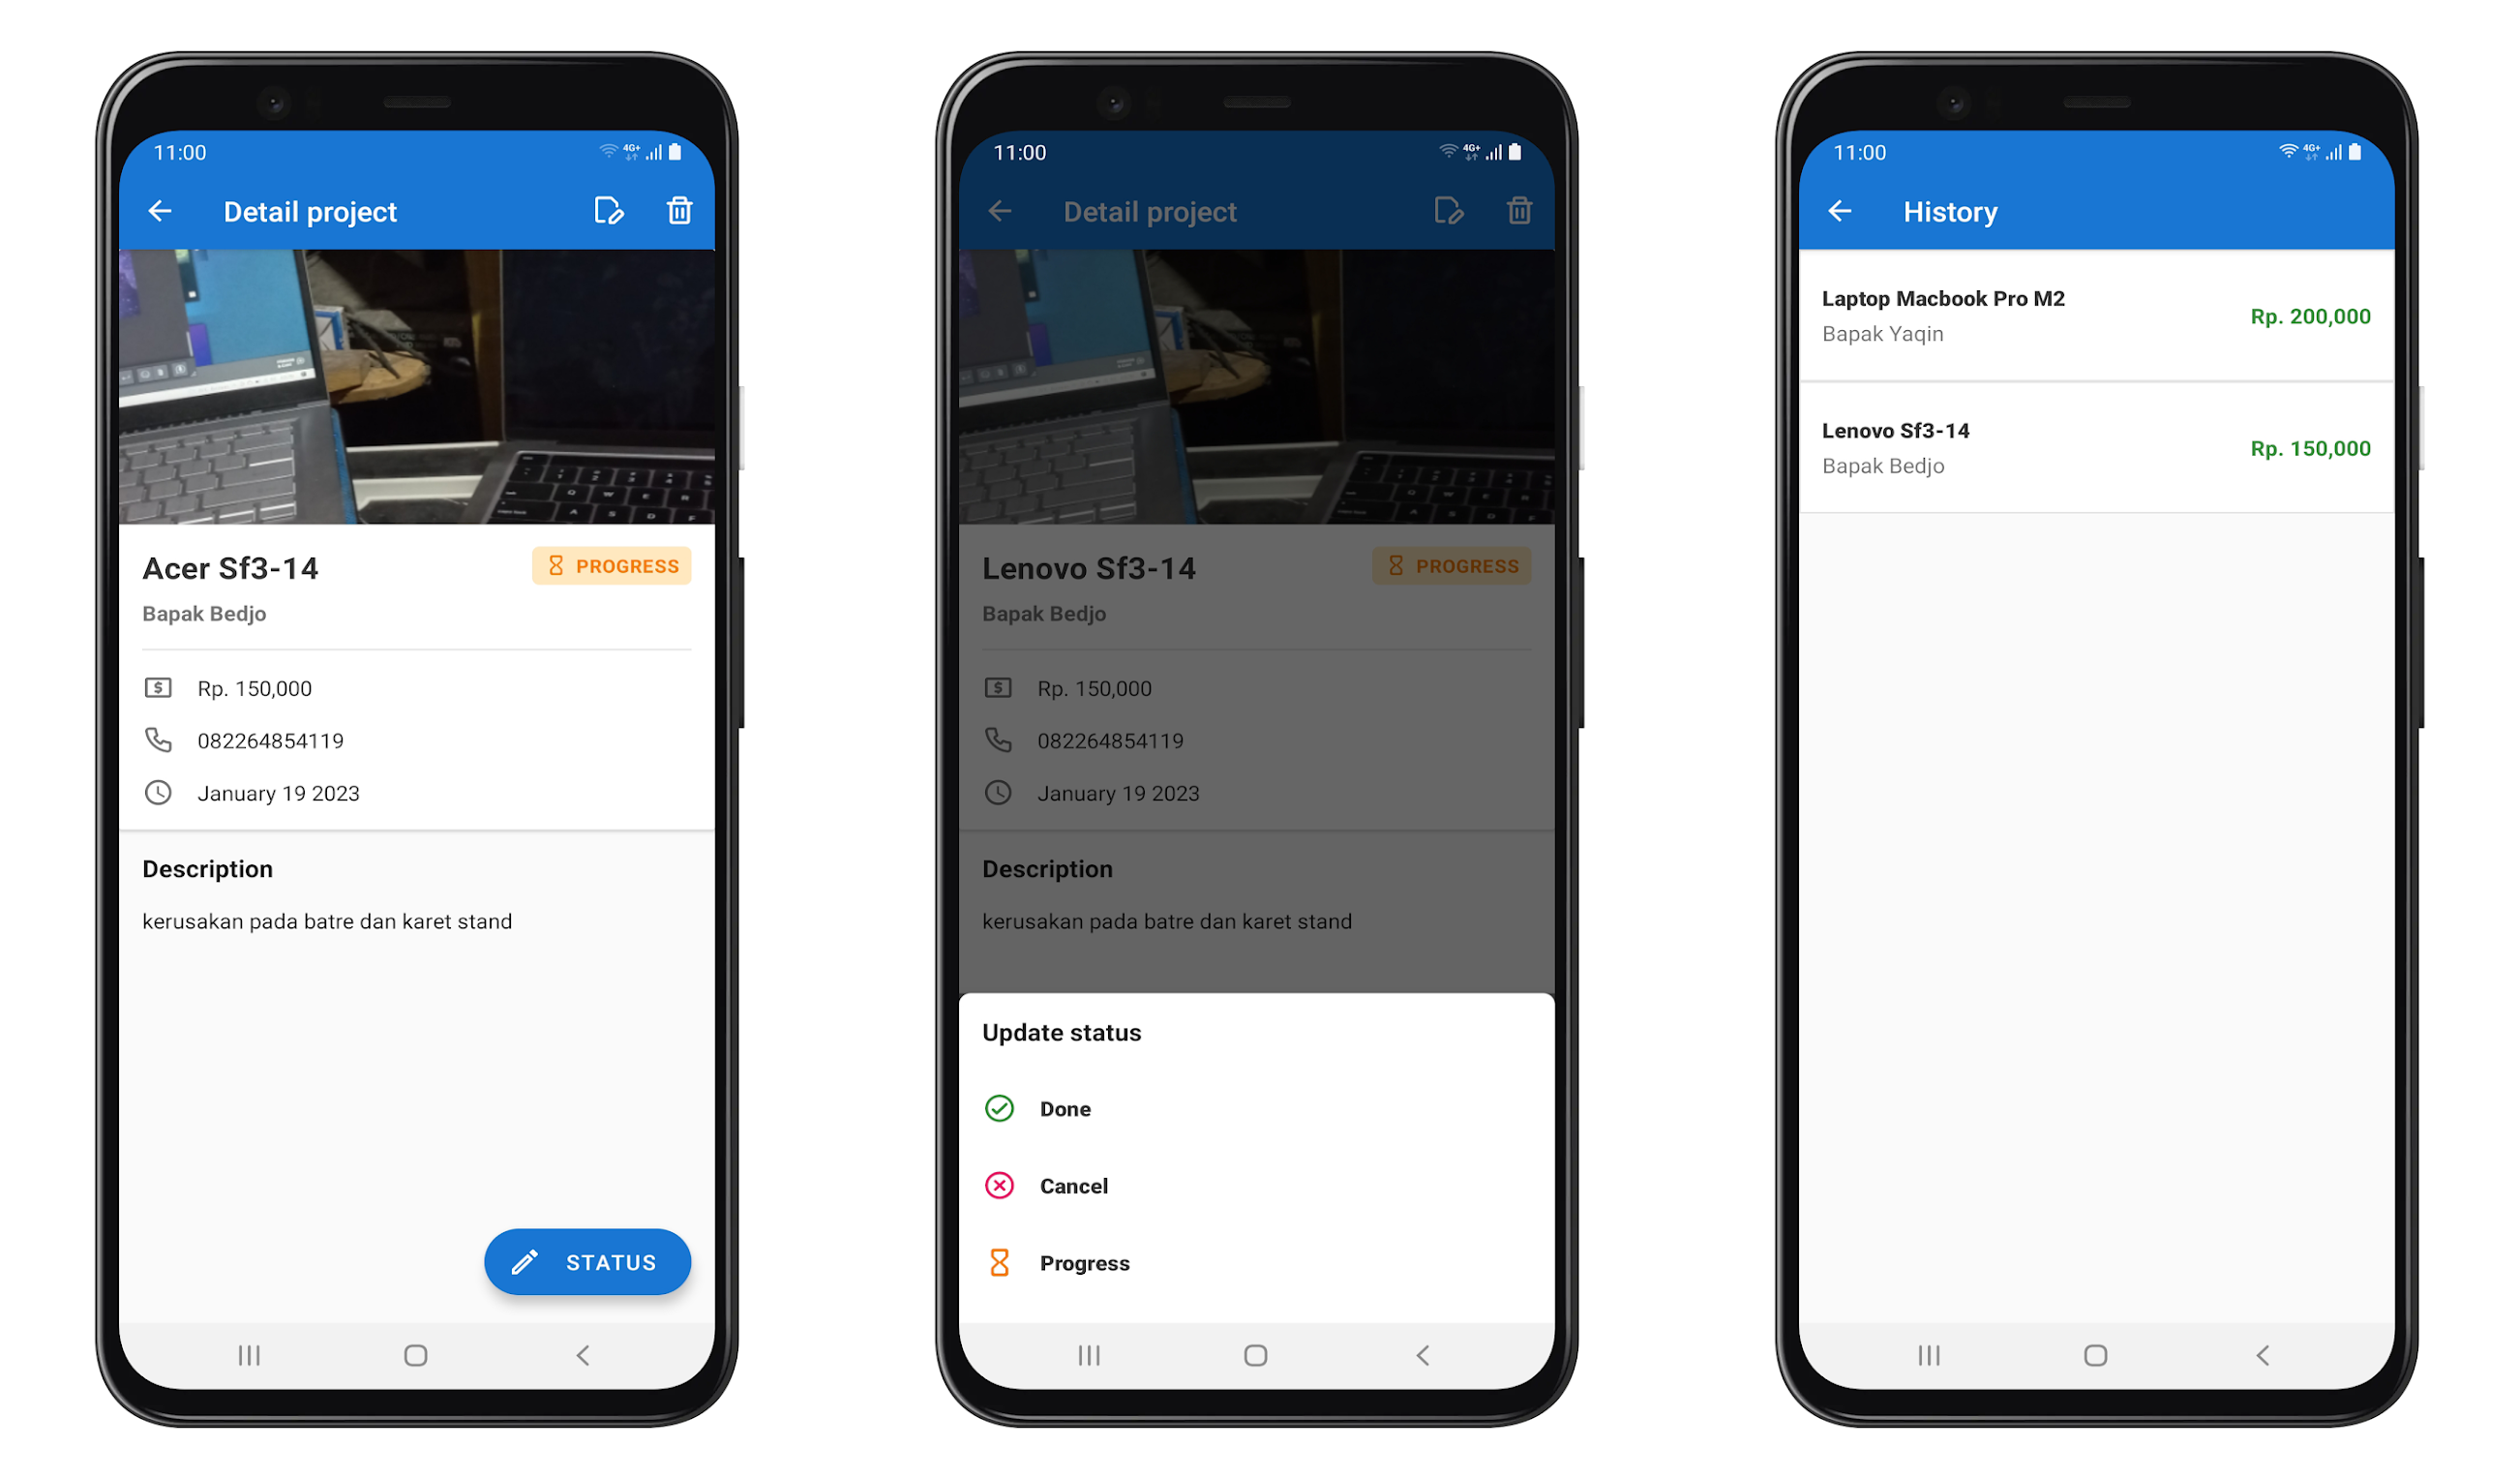 11:00
4G+
Detail project
Acer Sf3-14
PROGRESS
Bapak Bedjo
Rp. 150,000
082264854119
January 19 2023
Description
kerusakan pada batre dan karet stand
STATUS
11:00
4G+
Detail project
Lenovo Sf3-14
PROGRESS
Bapak Bedjo
Rp. 150,000
082264854119
January 19 2023
Description
kerusakan pada batre dan karet stand
Update status
Done
Cancel
Progress
11:00
4G+
History
Laptop Macbook Pro M2
Bapak Yaqin
Rp. 200,000
Lenovo Sf3-14
Bapak Bedjo
Rp. 150,000